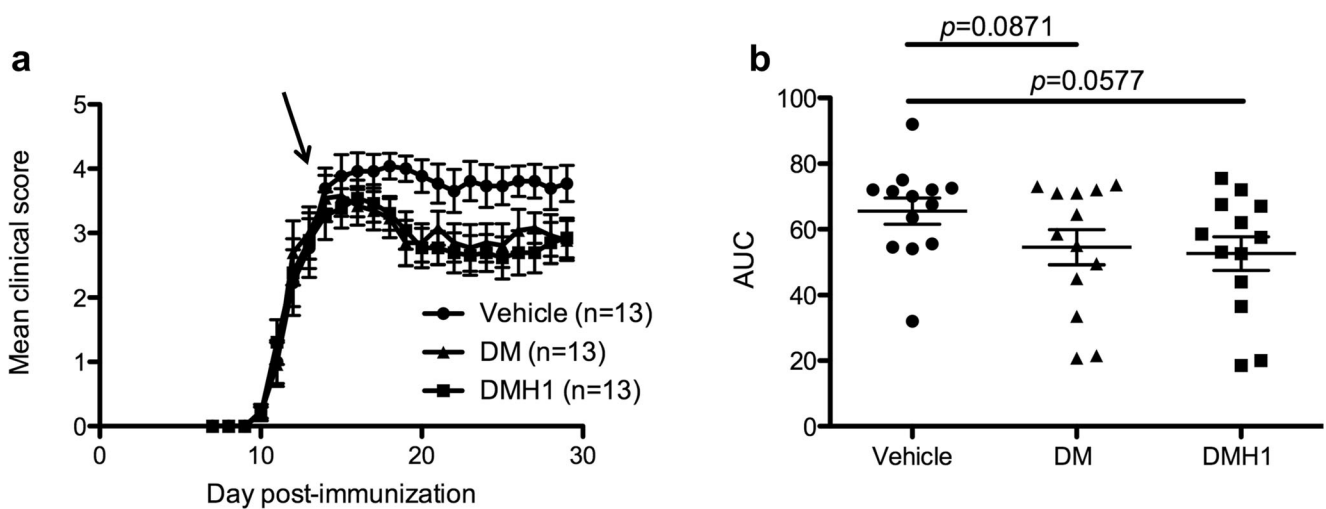 a
5
4
3
2
1
0
0
10
20
30
Mean clinical score
Day post-immunization
Vehicle (n=13)
DM (n=13)
DMH1 (n=13)
b
p=0.0871
p=0.0577
100
80
60
40
20
0
AUC
Vehicle
DM
DMH1